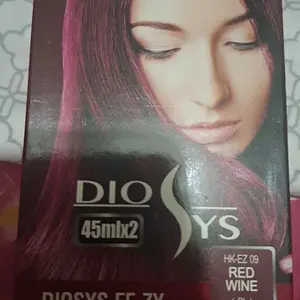 DIOSYS
45mlx2
HK-EZ 09
RED
WINE
DIOSYS EE ZY